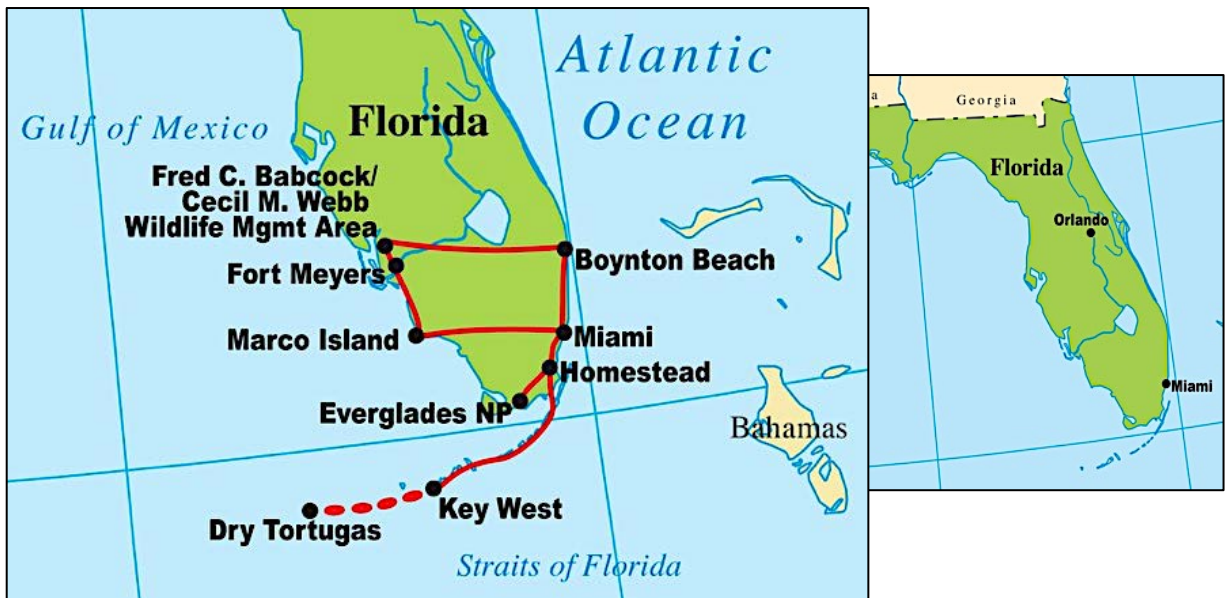 Atlantic
Ocean
Gulf of Mexico
Florida
Fred C. Babcock/
Cecil M. Webb
Wildlife Mgmt Area
Boynton Beach
Fort Meyers
Marco Island
Miami
Homestead
Everglades NP
Bahamas
Key West
Dry Tortugas
Straits of Florida
a
Georgia
Florida
Orlando
Miami